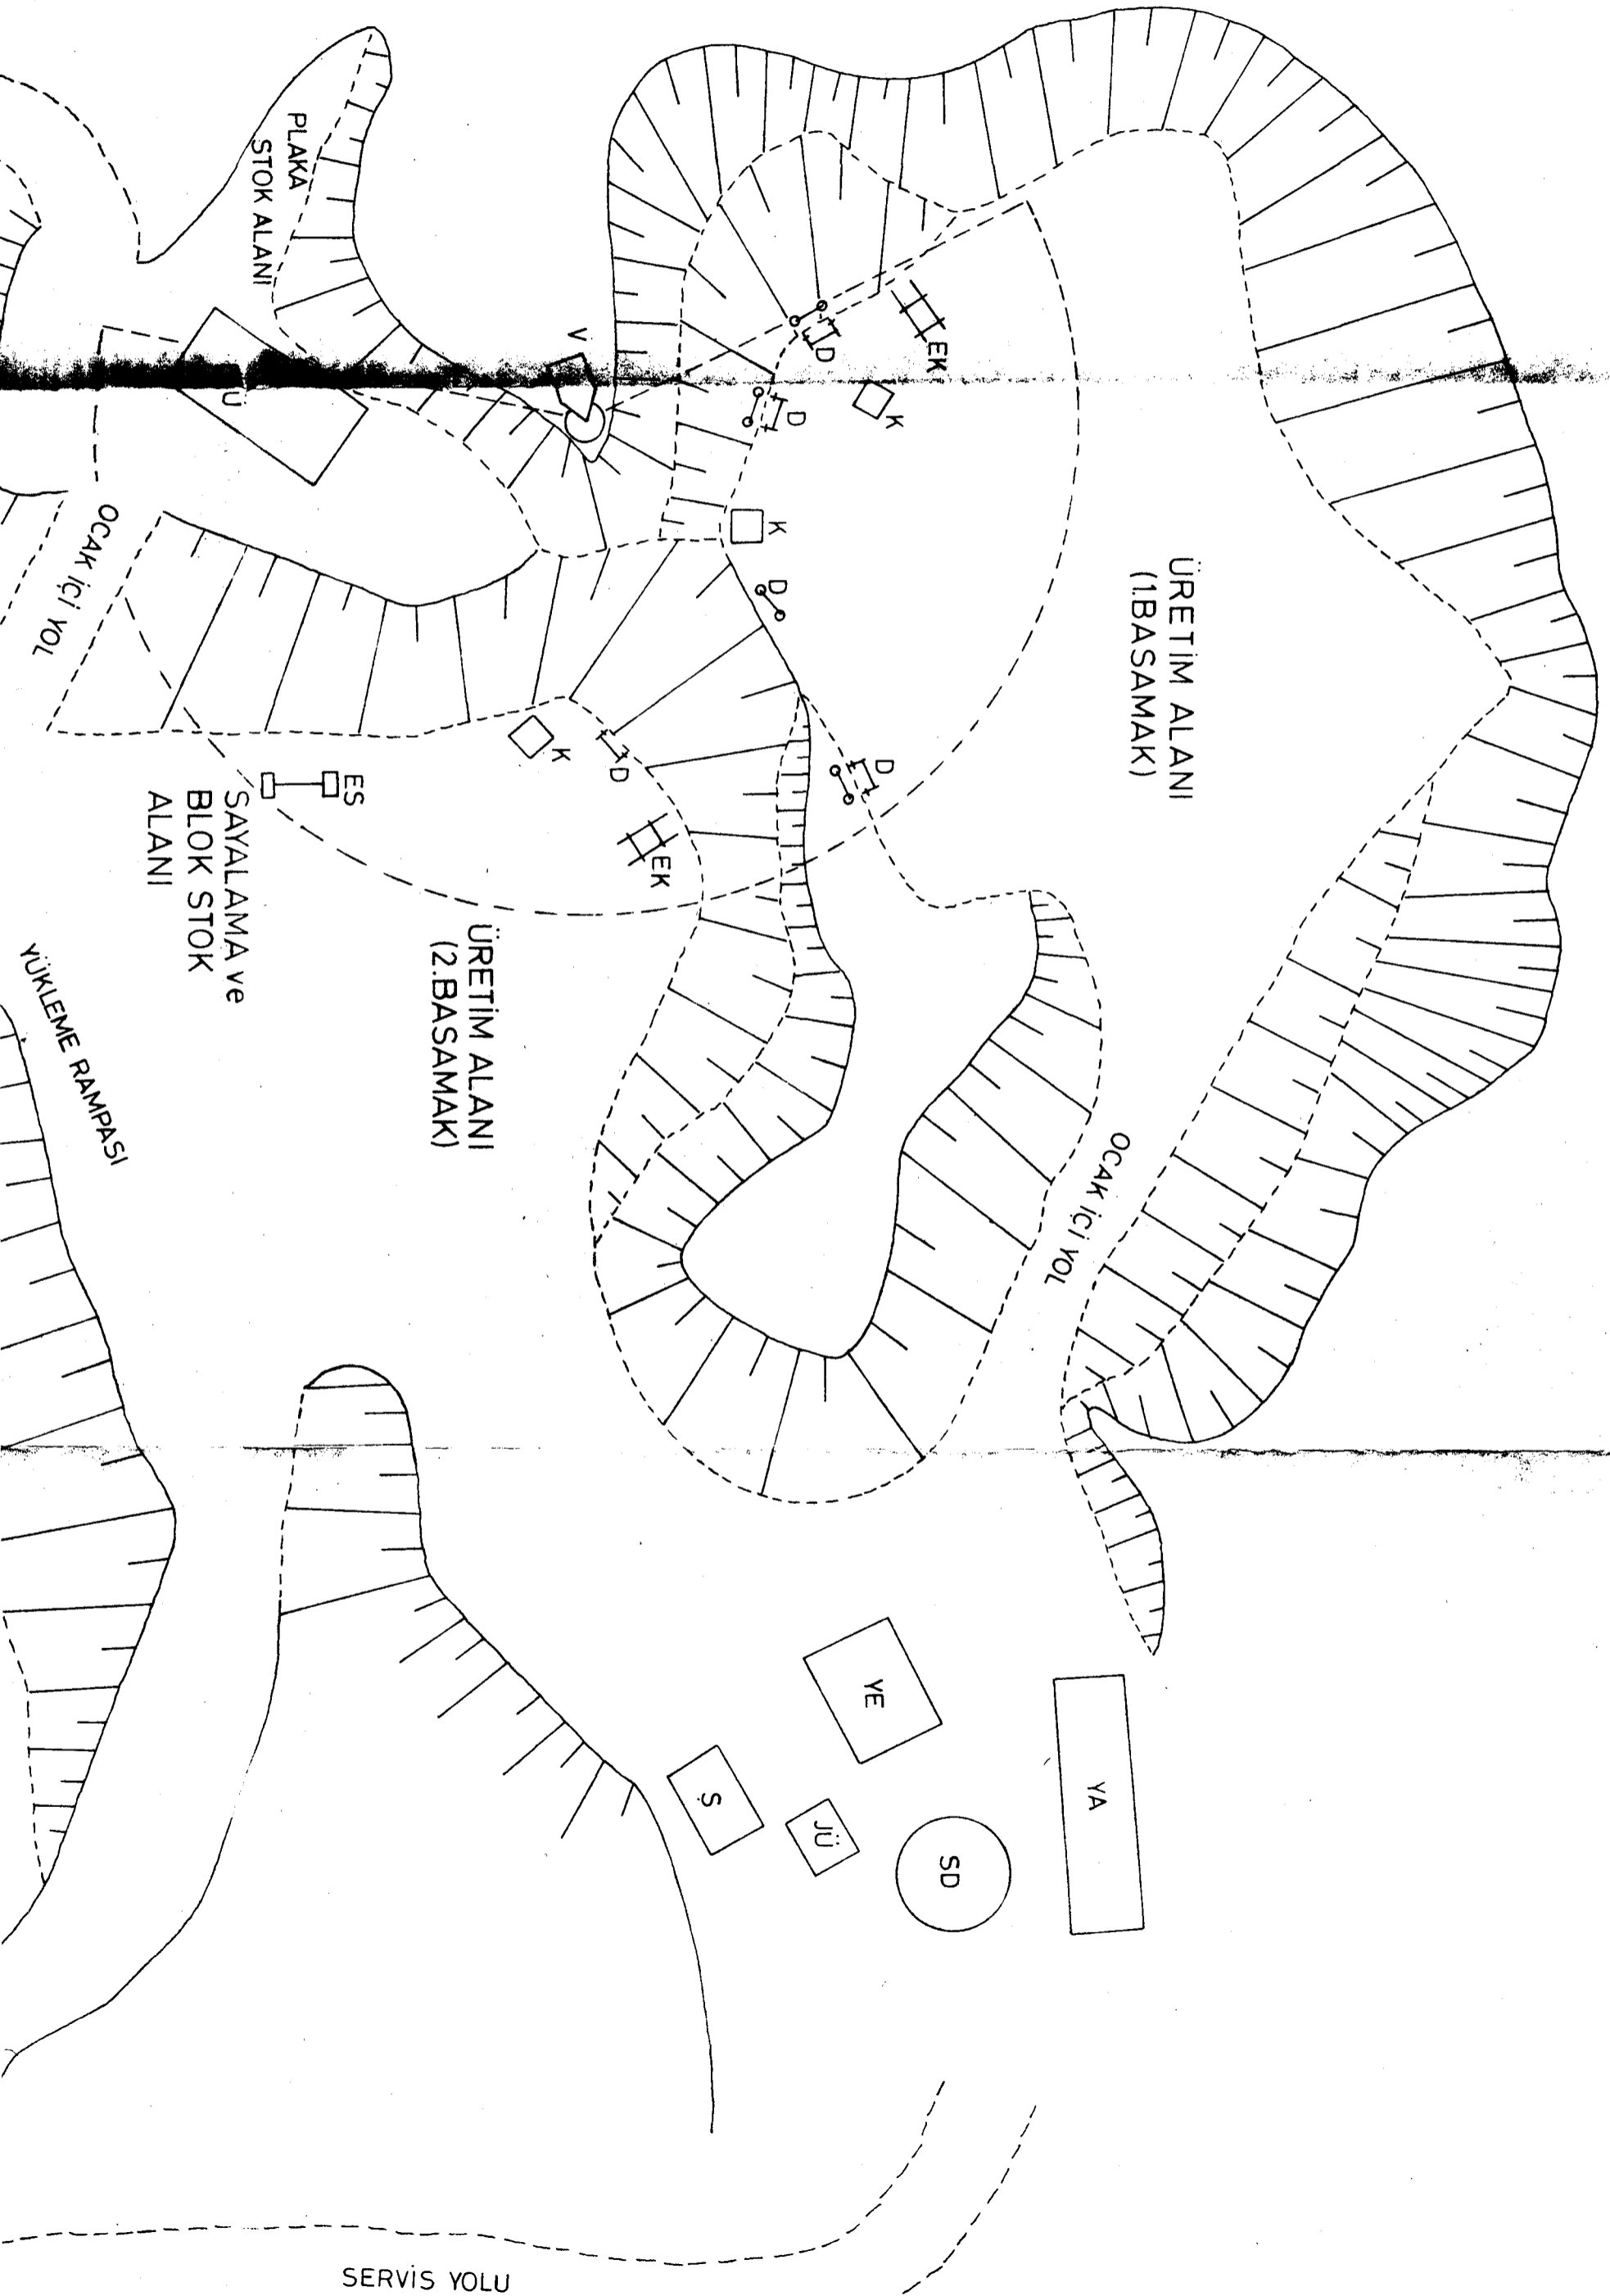 PLAKA
STOK ALANI
V
D
EK
D
K
Ü
K
OCAK İÇİ YOL
D
ÜRETİM ALANI
(1.BASAMAK)
K
D
D
ES
EK
SAYALAMA ve
BLOK STOK
ALANI
ÜRETİM ALANI
(2.BASAMAK)
YÜKLEME RAMPASI
OCAK İÇİ YOL
YE
YA
Ş
JÜ
SD
SERVİS YOLU